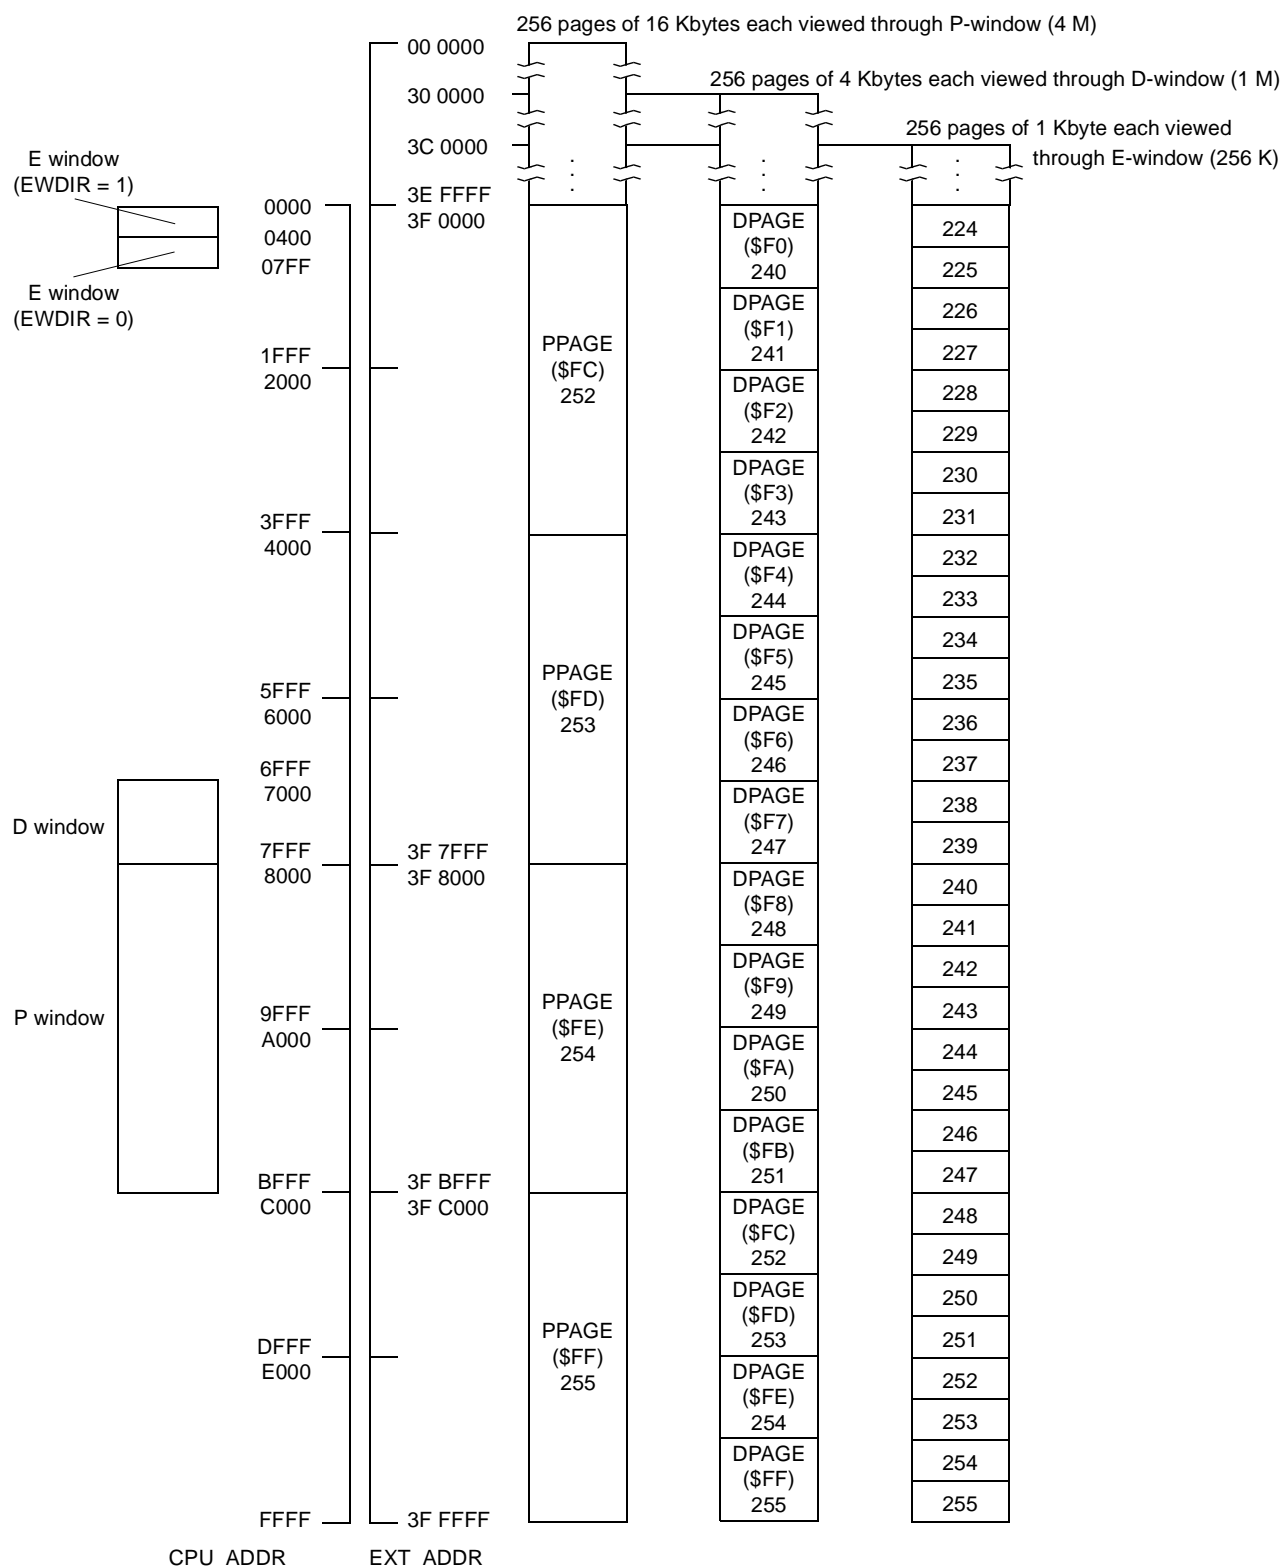 256 pages of 16 Kbytes each viewed through P-window (4 M)
00 0000
256 pages of 4 Kbytes each viewed through D-window (1 M)
30 0000
256 pages of 1 Kbyte each viewed
through E-window (256 K)
3C 0000
E window
(EWDIR = 1)
E window
(EWDIR = 0)
D window
P window
0000
0400
07FF
1FFF
2000
3FFF
4000
5FFF
6000
6FFF
7000
7FFF
8000
9FFF
A000
BFFF
C000
DFFF
E000
FFFF
CPU ADDR
3E FFFF
3F 0000
3F 7FFF
3F 8000
3F BFFF
3F C000
3F FFFF
EXT ADDR
PPAGE
($FC)
252
PPAGE
($FD)
253
PPAGE
($FE)
254
PPAGE
($FF)
255
DPAGE
($F0)
240
DPAGE
($F1)
241
DPAGE
($F2)
242
DPAGE
($F3)
243
DPAGE
($F4)
244
DPAGE
($F5)
245
DPAGE
($F6)
246
DPAGE
($F7)
247
DPAGE
($F8)
248
DPAGE
($F9)
249
DPAGE
($FA)
250
DPAGE
($FB)
251
DPAGE
($FC)
252
DPAGE
($FD)
253
DPAGE
($FE)
254
DPAGE
($FF)
255
224
225
226
227
228
229
230
231
232
233
234
235
236
237
238
239
240
241
242
243
244
245
246
247
248
249
250
251
252
253
254
255